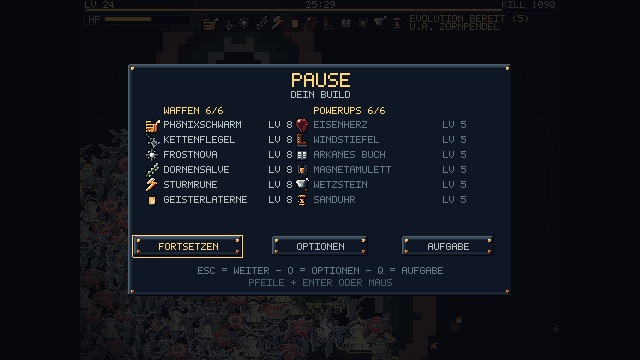 LV 24 25:29 KILL 1090
HP EVOLUTION BEREIT (5)
U.A. ZORNPENDEL
PAUSE
DEIN BUILD
WAFFEN 6/6 POWERUPS 6/6
PHÖNIXSCHWARM LV 8 EISENHERZ LV 5
KETTENFLEGEL LV 8 WINDSTIEFEL LV 5
FROSTNOVA LV 8 ARKANES BUCH LV 5
DORNENSALVE LV 8 MAGNETAMULETT LV 5
STURMRUNE LV 8 WETZSTEIN LV 5
GEISTERLATERNE LV 8 SANDUHR LV 5
FORTSETZEN OPTIONEN AUFGABE
ESC = WEITER - O = OPTIONEN - Q = AUFGABE
PFEILE + ENTER ODER MAUS